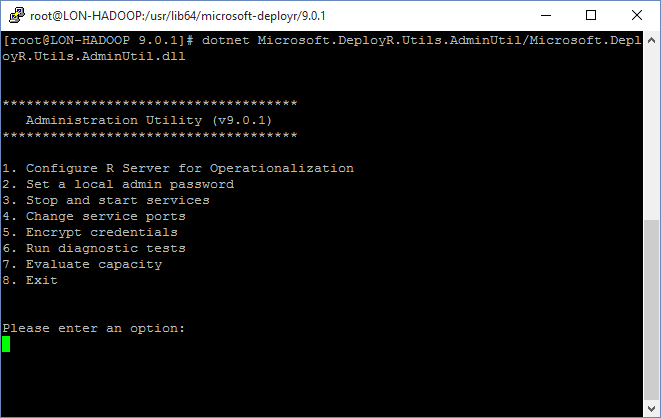 root@LON-HADOOP:/usr/lib64/microsoft-deployr/9.0.1
[root@LON-HADOOP 9.0.1]# dotnet Microsoft.DeployR.Utils.AdminUtil/Microsoft.Depl
oyR.Utils.AdminUtil.dll
*************************************
Administration Utility (v9.0.1)
*************************************
1. Configure R Server for Operationalization
2. Set a local admin password
3. Stop and start services
4. Change service ports
5. Encrypt credentials
6. Run diagnostic tests
7. Evaluate capacity
8. Exit
Please enter an option: